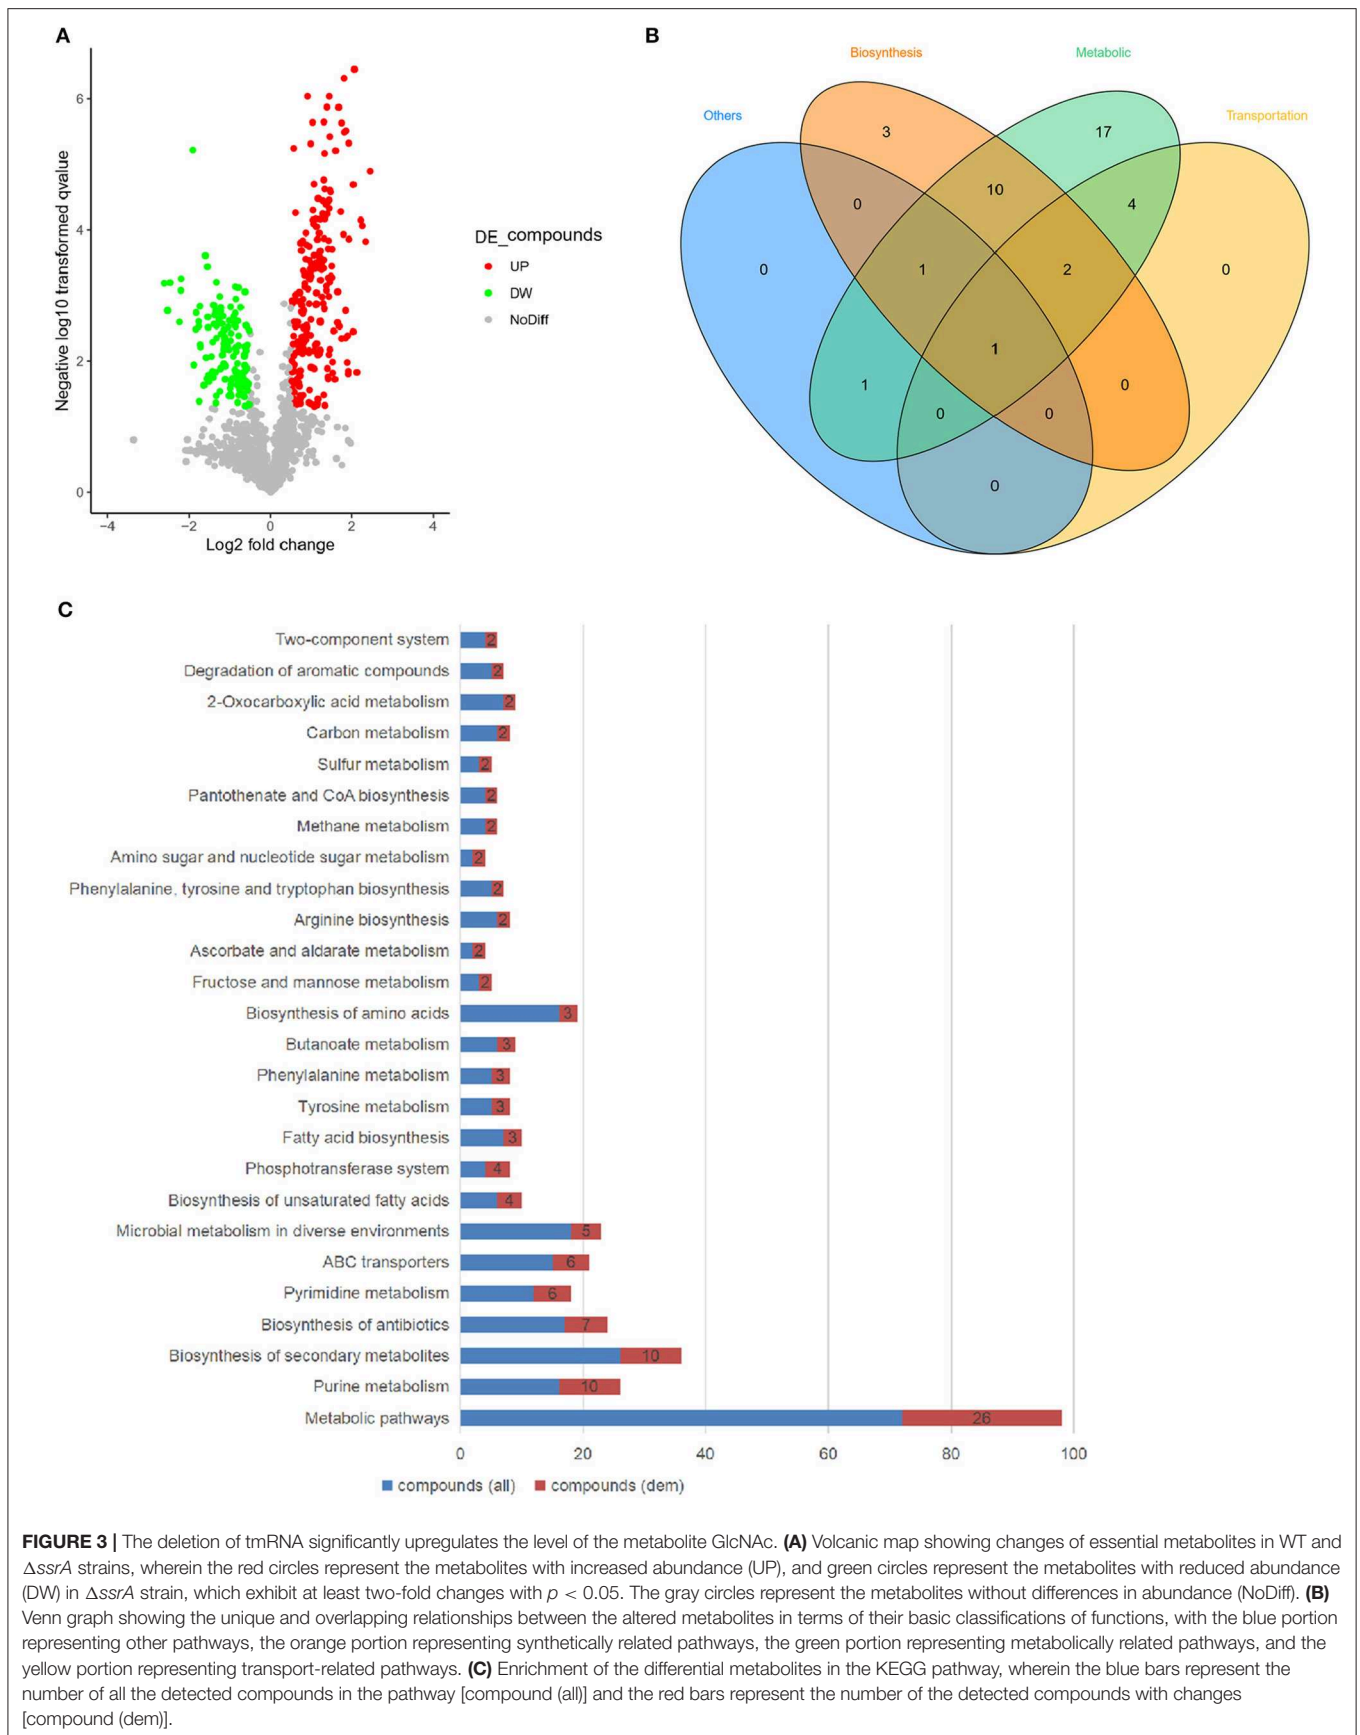 A
Negative log10 transformed qvalue
6
4
2
0
−4
−2
0
2
4
Log2 fold change
DE_compounds
UP
DW
NoDiff
B
Biosynthesis
Metabolic
Others
Transportation
3
17
0
10
4
0
1
2
0
1
1
0
0
0
0
C
Two-component system 2
Degradation of aromatic compounds 2
2-Oxocarboxylic acid metabolism 2
Carbon metabolism 2
Sulfur metabolism 2
Pantothenate and CoA biosynthesis 2
Methane metabolism 2
Amino sugar and nucleotide sugar metabolism 2
Phenylalanine, tyrosine and tryptophan biosynthesis 2
Arginine biosynthesis 2
Ascorbate and aldarate metabolism 2
Fructose and mannose metabolism 2
Biosynthesis of amino acids 3
Butanoate metabolism 3
Phenylalanine metabolism 3
Tyrosine metabolism 3
Fatty acid biosynthesis 3
Phosphotransferase system 4
Biosynthesis of unsaturated fatty acids 4
Microbial metabolism in diverse environments 5
ABC transporters 6
Pyrimidine metabolism 6
Biosynthesis of antibiotics 7
Biosynthesis of secondary metabolites 10
Purine metabolism 10
Metabolic pathways 26
0 20 40 60 80 100
compounds (all) compounds (dem)
FIGURE 3 | The deletion of tmRNA significantly upregulates the level of the metabolite GlcNAc. (A) Volcanic map showing changes of essential metabolites in WT and
ΔssrA strains, wherein the red circles represent the metabolites with increased abundance (UP), and green circles represent the metabolites with reduced abundance
(DW) in ΔssrA strain, which exhibit at least two-fold changes with p < 0.05. The gray circles represent the metabolites without differences in abundance (NoDiff). (B)
Venn graph showing the unique and overlapping relationships between the altered metabolites in terms of their basic classifications of functions, with the blue portion
representing other pathways, the orange portion representing synthetically related pathways, the green portion representing metabolically related pathways, and the
yellow portion representing transport-related pathways. (C) Enrichment of the differential metabolites in the KEGG pathway, wherein the blue bars represent the
number of all the detected compounds in the pathway [compound (all)] and the red bars represent the number of the detected compounds with changes
[compound (dem)].